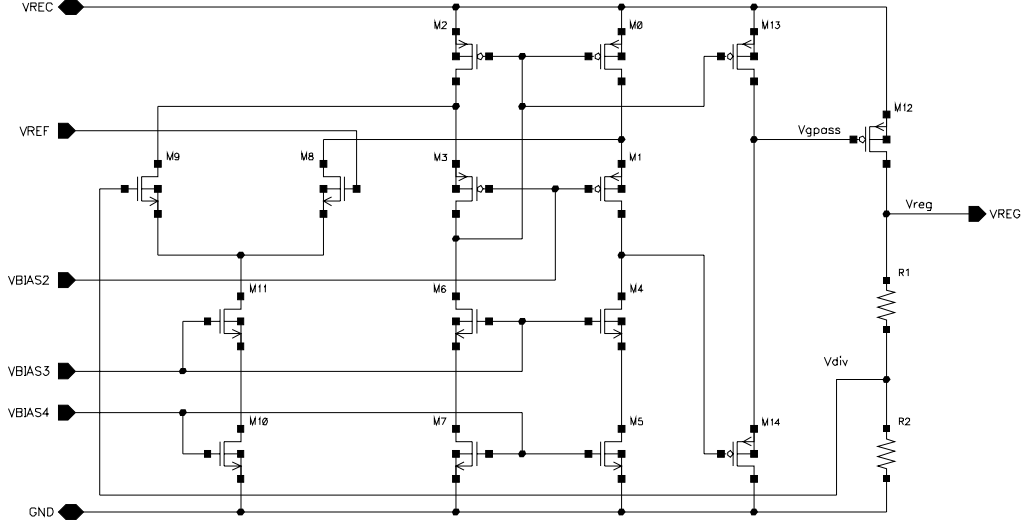 VREC
M2
M0
M13
M12
VREF
Vgpass
M9
M8
M3
M1
Vreg
VREG
VBIAS2
R1
M11
M6
M4
VBIAS3
Vdiv
VBIAS4
M10
M7
M5
M14
R2
GND